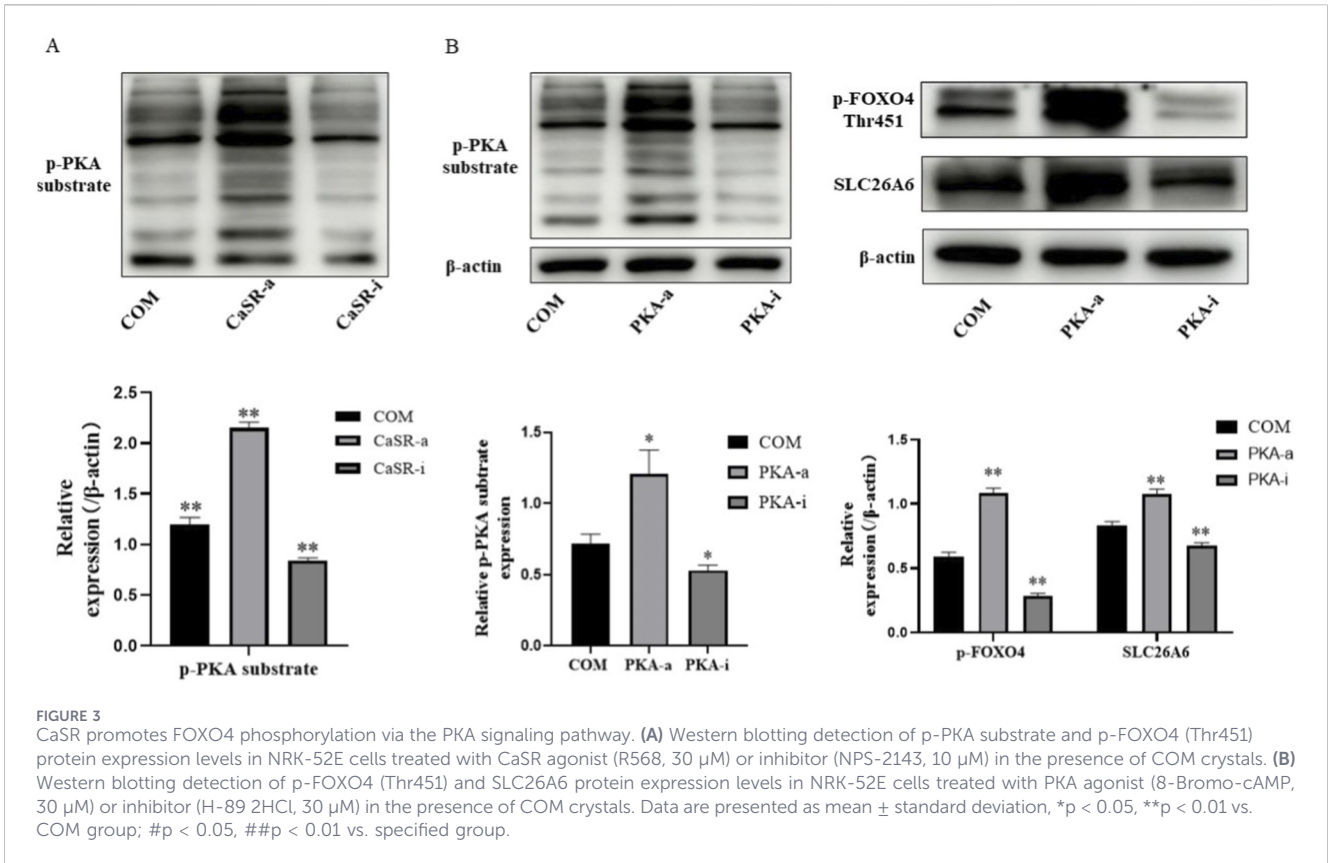 A
p-PKA
substrate
COM
CaSR-a
CaSR-i
Relative
expression(/β-actin)
2.5
2.0
1.5
1.0
0.5
0.0
**
**
**
p-PKA substrate
COM
CaSR-a
CaSR-i
B
p-PKA
substrate
β-actin
COM
PKA-a
PKA-i
p-FOXO4
Thr451
SLC26A6
β-actin
COM
PKA-a
PKA-i
Relative p-PKA subtrate
expression
1.5
1.0
0.5
0.0
*
*
COM
PKA-a
PKA-i
COM
PKA-a
PKA-i
Relative
expression(/β-actin)
1.5
1.0
0.5
0.0
**
**
**
**
p-FOXO4
SLC26A6
COM
PKA-a
PKA-i
FIGURE 3
CaSR promotes FOXO4 phosphorylation via the PKA signaling pathway. (A) Western blotting detection of p-PKA substrate and p-FOXO4 (Thr451)
protein expression levels in NRK-52E cells treated with CaSR agonist (R568, 30 μM) or inhibitor (NPS-2143, 10 μM) in the presence of COM crystals. (B)
Western blotting detection of p-FOXO4 (Thr451) and SLC26A6 protein expression levels in NRK-52E cells treated with PKA agonist (8-Bromo-cAMP,
30 μM) or inhibitor (H-89 2HCl, 30 μM) in the presence of COM crystals. Data are presented as mean ± standard deviation, *p < 0.05, **p < 0.01 vs.
COM group; #p < 0.05, ##p < 0.01 vs. specified group.